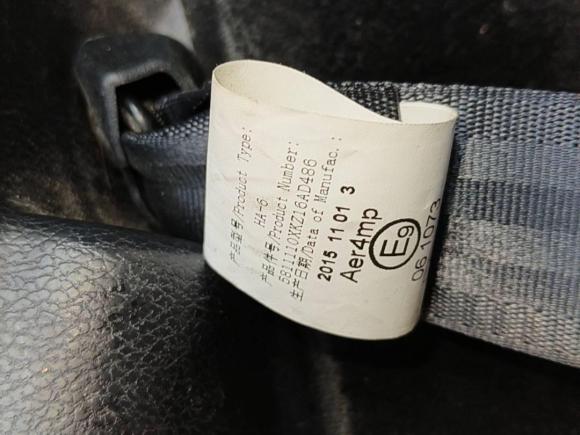 产品型号/Product Type:
HA-6
产品件号/Product Number:
5811110XKZ16AD486
生产日期/Data of Manufac.:
2015 11 01 3
Aer4mp
E9
06 1073